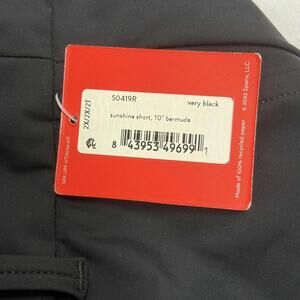 50419R
very black
sunshine short, 10" bermuda
8 43953 49699 1
2X/2X/2T
© 2022 Spanx, LLC
Made of 100% recycled paper